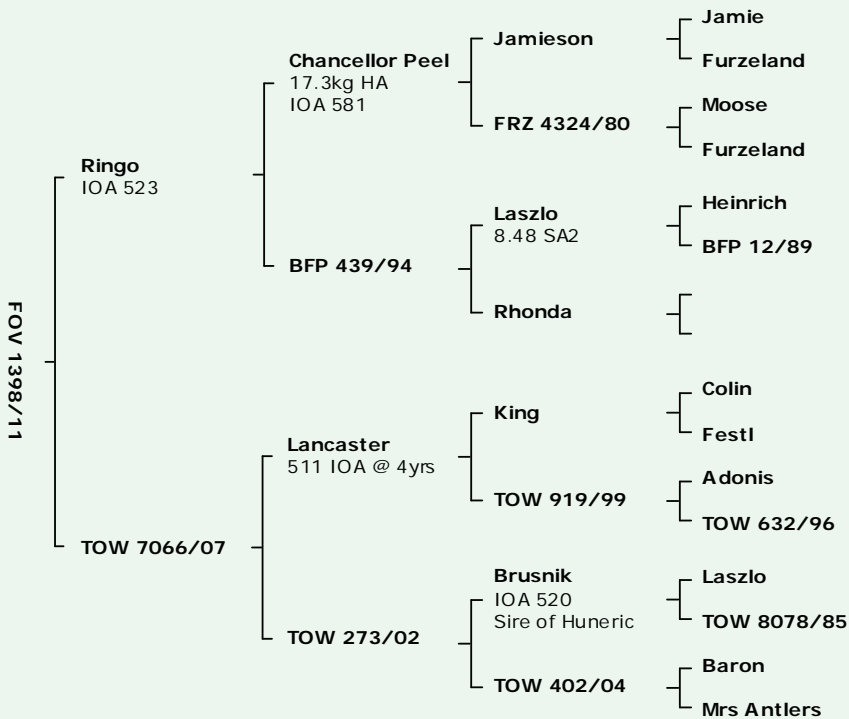 FOV 1398/11
Ringo
IOA 523
TOW 7066/07
Chancellor Peel
17.3kg HA
IOA 581
BFP 439/94
Lancaster
511 IOA @ 4yrs
TOW 273/02
Jamieson
FRZ 4324/80
Laszlo
8.48 SA2
Rhonda
King
TOW 919/99
Brusnik
IOA 520
Sire of Huneric
TOW 402/04
Jamie
Furzeland
Moose
Furzeland
Heinrich
BFP 12/89
Colin
Festl
Adonis
TOW 632/96
Laszlo
TOW 8078/85
Baron
Mrs Antlers